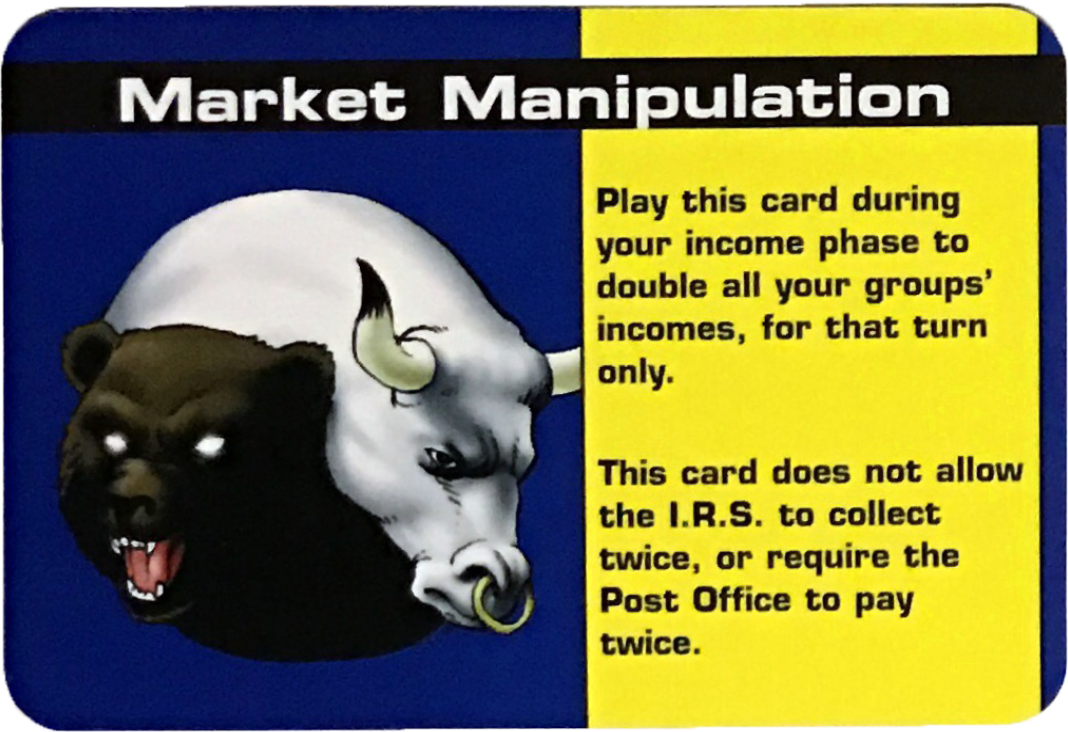 Market Manipulation
Play this card during
your income phase to
double all your groups’
incomes, for that turn
only.
This card does not allow
the I.R.S. to collect
twice, or require the
Post Office to pay
twice.